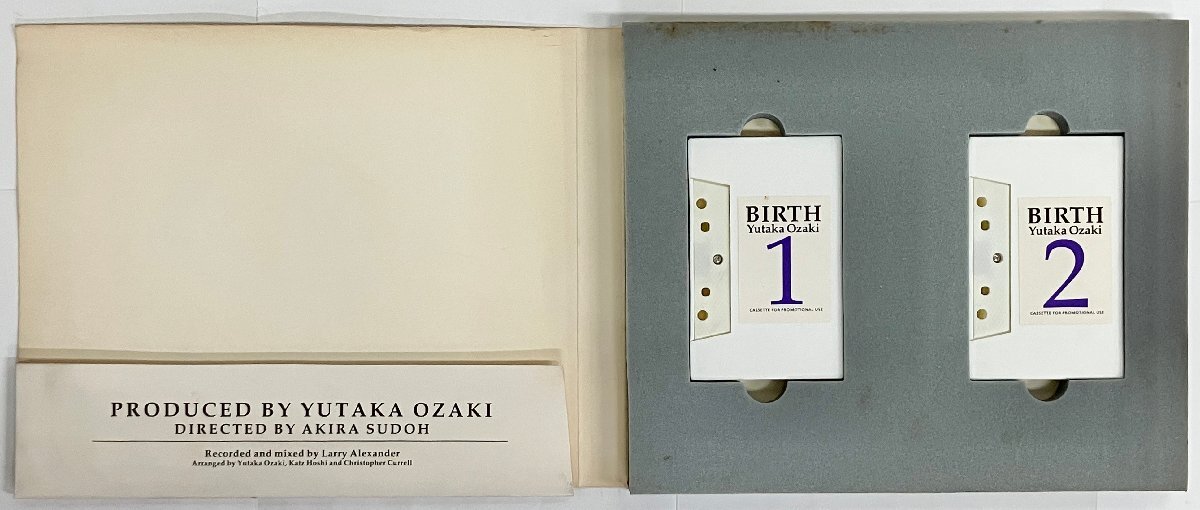 PRODUCED BY YUTAKA OZAKI
DIRECTED BY AKIRA SUDOH
Recorded and mixed by Larry Alexander
Arranged by Yutaka Ozaki, Katz Hoshi and Christopher Currell
BIRTH
Yutaka Ozaki
1
CASSETTE FOR PROMOTIONAL USE
BIRTH
Yutaka Ozaki
2
CASSETTE FOR PROMOTIONAL USE